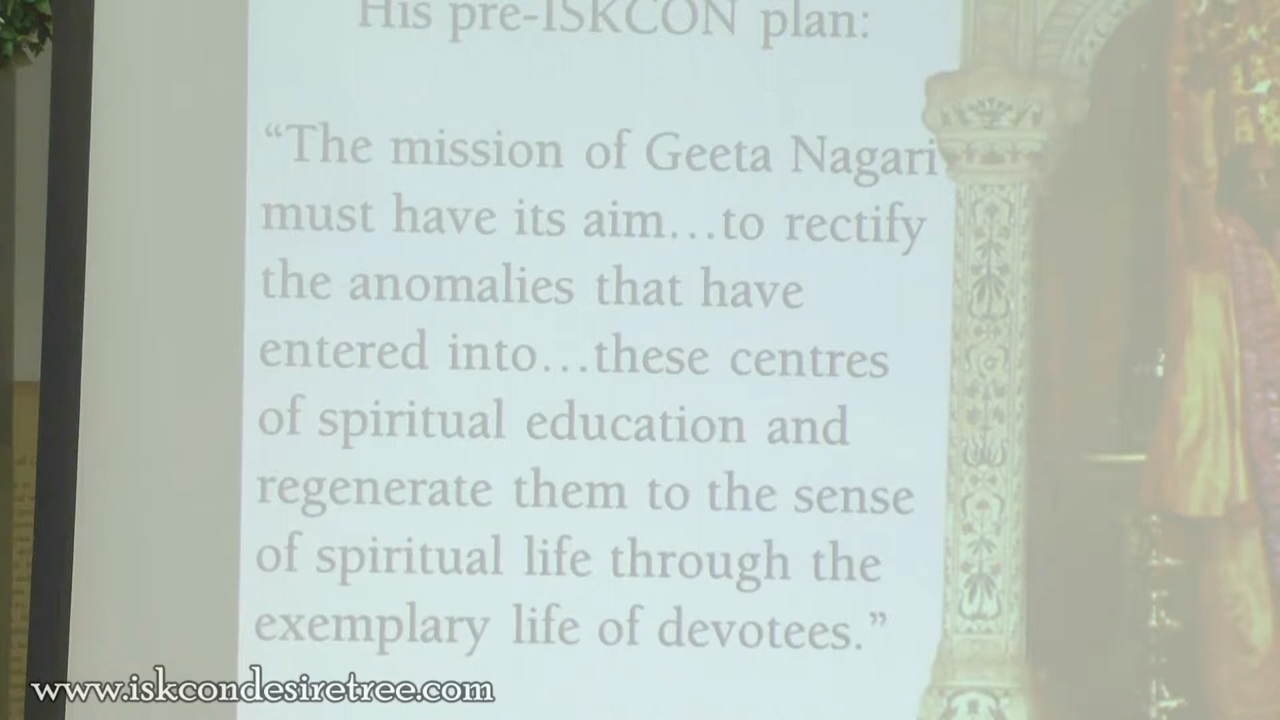 His pre-ISKCON plan:
“The mission of Geeta Nagari
must have its aim...to rectify
the anomalies that have
entered into...these centres
of spiritual education and
regenerate them to the sense
of spiritual life through the
exemplary life of devotees.”
www.iskcondesiretree.com